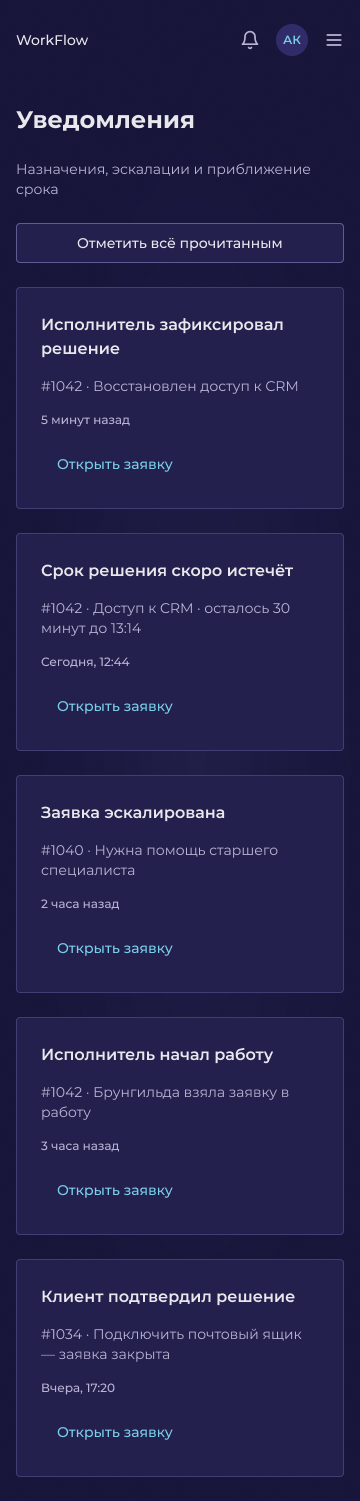 WorkFlow
АК
Уведомления
Назначения, эскалации и приближение
срока
Отметить всё прочитанным
Исполнитель зафиксировал
решение
#1042 · Восстановлен доступ к CRM
5 минут назад
Открыть заявку
Срок решения скоро истечёт
#1042 · Доступ к CRM · осталось 30
минут до 13:14
Сегодня, 12:44
Открыть заявку
Заявка эскалирована
#1040 · Нужна помощь старшего
специалиста
2 часа назад
Открыть заявку
Исполнитель начал работу
#1042 · Брунгильда взяла заявку в
работу
3 часа назад
Открыть заявку
Клиент подтвердил решение
#1034 · Подключить почтовый ящик
— заявка закрыта
Вчера, 17:20
Открыть заявку